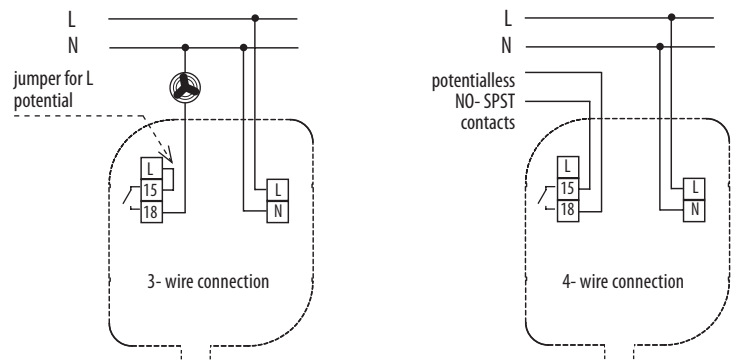 L
N
jumper for L
potential
L
15
18
L
N
3- wire connection
L
N
potentialless
NO- SPST
contacts
L
15
18
L
N
4- wire connection